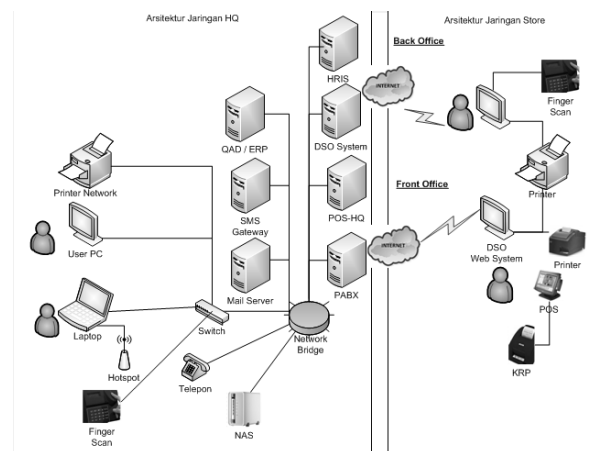 Arsitektur Jaringan HQ
Arsitektur Jaringan Store
Back Office
HRIS
INTERNET
Finger
Scan
QAD / ERP
DSO System
Printer Network
Printer
Front Office
SMS
Gateway
POS-HQ
User PC
INTERNET
DSO
Web System
Printer
Mail Server
PABX
POS
Laptop
Switch
Network
Bridge
Hotspot
Telepon
KRP
Finger
Scan
NAS